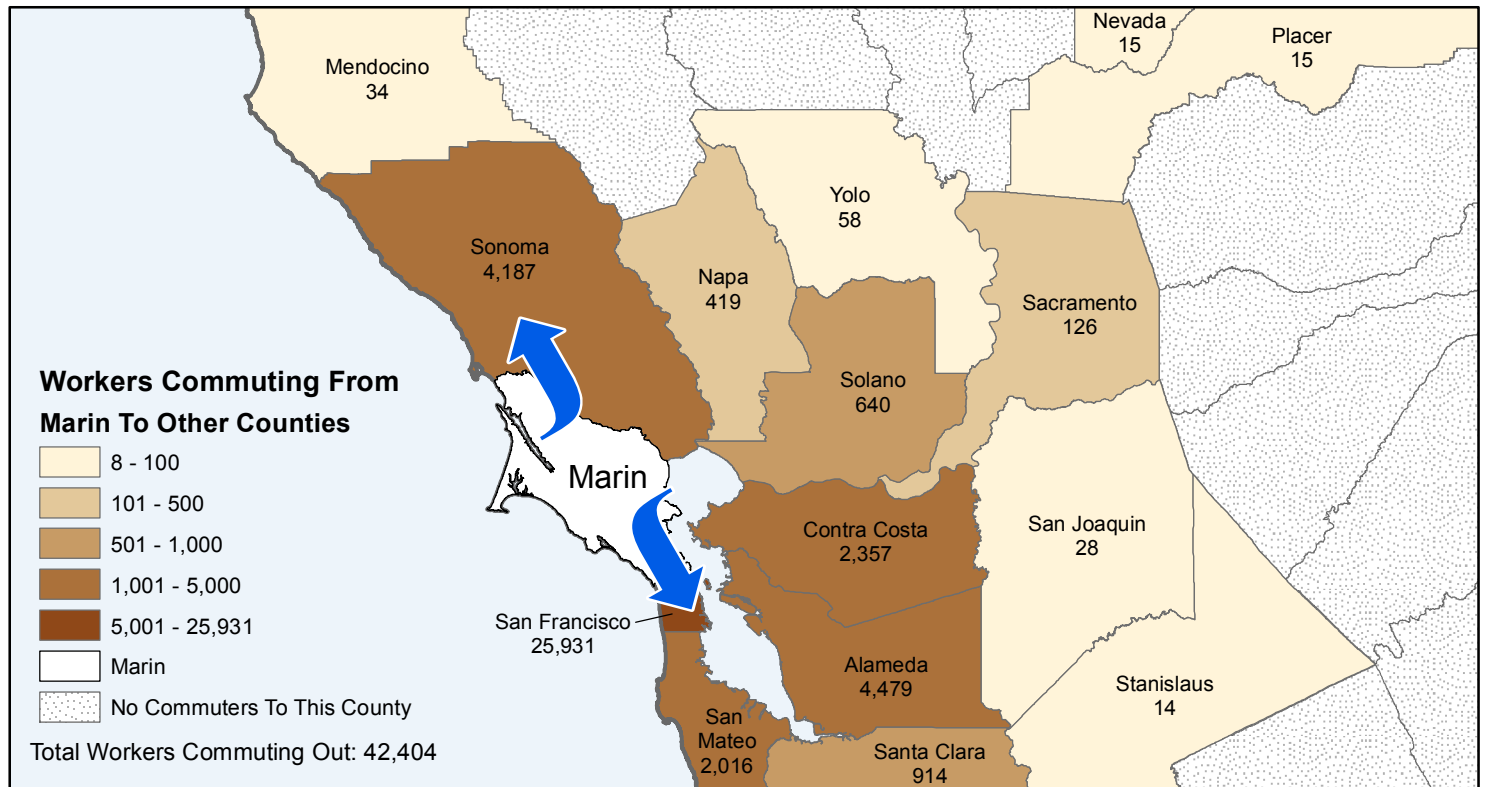 Nevada
15
Placer
15
Mendocino
34
Yolo
58
Sonoma
4,187
Napa
419
Sacramento
126
Solano
640
Workers Commuting From
Marin To Other Counties
8 - 100
101 - 500
501 - 1,000
1,001 - 5,000
5,001 - 25,931
Marin
No Commuters To This County
Total Workers Commuting Out: 42,404
Marin
Contra Costa
2,357
San Joaquin
28
San Francisco
25,931
Alameda
4,479
Stanislaus
14
San
Mateo
2,016
Santa Clara
914